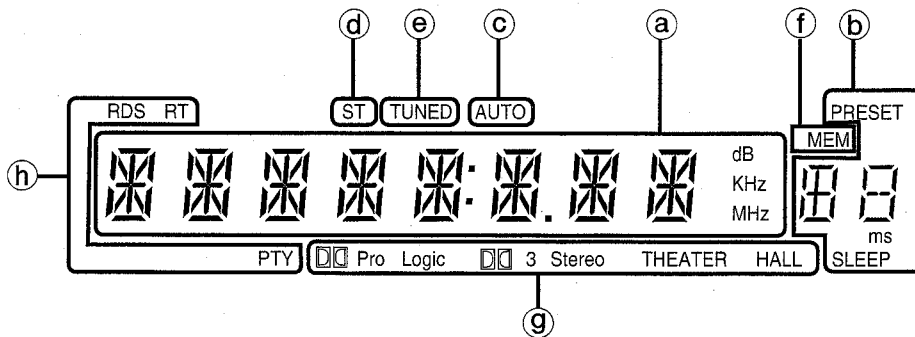 d e c a f b
RDS RT ST TUNED AUTO PRESET
MEM
dB
KHz
MHz
h
ms
PTY Pro Logic 3 Stereo THEATER HALL SLEEP
g